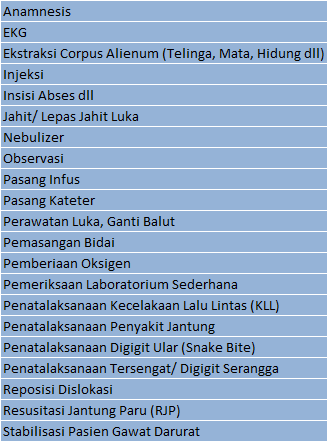 Anamnesis
EKG
Ekstraksi Corpus Alienum (Telinga, Mata, Hidung dll)
Injeksi
Insisi Abses dll
Jahit/ Lepas Jahit Luka
Nebulizer
Observasi
Pasang Infus
Pasang Kateter
Perawatan Luka, Ganti Balut
Pemasangan Bidai
Pemberiaan Oksigen
Pemeriksaan Laboratorium Sederhana
Penatalaksanaan Kecelakaan Lalu Lintas (KLL)
Penatalaksanaan Penyakit Jantung
Penatalaksanaan Digigit Ular (Snake Bite)
Penatalaksanaan Tersengat/ Digigit Serangga
Reposisi Dislokasi
Resusitasi Jantung Paru (RJP)
Stabilisasi Pasien Gawat Darurat